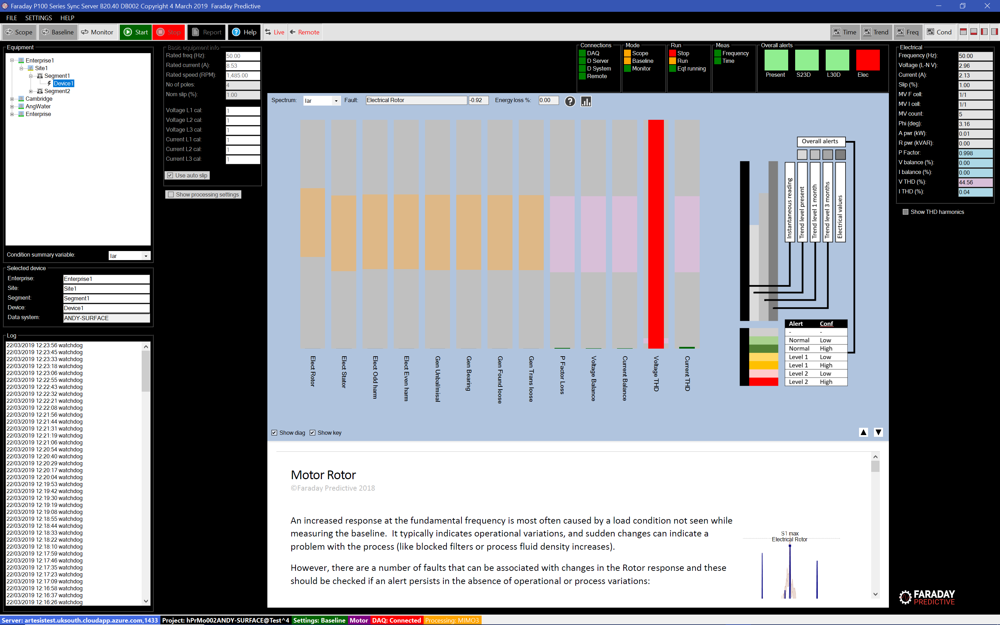 Faraday P100 Series Sync Server B20.40 DB002 Copyright 4 March 2019 Faraday Predictive
FILE SETTINGS HELP
Scope Baseline Monitor Start Stop Report Help Live Remote Time Trend Freq Cond
Equipment
Enterprise1
Site1
Segment1
Device1
Segment2
Cambridge
AngWater
Enterprise
Condition summary variable: Iar
Selected device
Enterprise: Enterprise1
Site: Site1
Segment: Segment1
Device: Device1
Data system: ANDY-SURFACE
Log
22/03/2019 12:23:56 watchdog
22/03/2019 12:23:45 watchdog
22/03/2019 12:23:33 watchdog
22/03/2019 12:23:18 watchdog
22/03/2019 12:23:06 watchdog
22/03/2019 12:22:55 watchdog
22/03/2019 12:22:43 watchdog
22/03/2019 12:22:32 watchdog
22/03/2019 12:22:21 watchdog
22/03/2019 12:22:08 watchdog
22/03/2019 12:21:56 watchdog
22/03/2019 12:21:44 watchdog
22/03/2019 12:21:31 watchdog
22/03/2019 12:21:19 watchdog
22/03/2019 12:21:06 watchdog
22/03/2019 12:20:54 watchdog
22/03/2019 12:20:40 watchdog
22/03/2019 12:20:29 watchdog
22/03/2019 12:20:17 watchdog
22/03/2019 12:20:04 watchdog
22/03/2019 12:19:53 watchdog
22/03/2019 12:19:42 watchdog
22/03/2019 12:19:30 watchdog
22/03/2019 12:19:19 watchdog
22/03/2019 12:19:08 watchdog
22/03/2019 12:18:55 watchdog
22/03/2019 12:18:44 watchdog
22/03/2019 12:18:33 watchdog
22/03/2019 12:18:22 watchdog
22/03/2019 12:18:10 watchdog
22/03/2019 12:17:59 watchdog
22/03/2019 12:17:46 watchdog
22/03/2019 12:17:35 watchdog
22/03/2019 12:17:23 watchdog
22/03/2019 12:17:09 watchdog
22/03/2019 12:16:58 watchdog
22/03/2019 12:16:37 watchdog
22/03/2019 12:16:26 watchdog
Basic equipment info
Rated freq (Hz): 50.00
Rated current (A): 8.53
Rated speed (RPM): 1,485.00
No of poles: 4
Nom slip (%): 1.00
Voltage L1 cal: 1
Voltage L2 cal: 1
Voltage L3 cal: 1
Current L1 cal: 1
Current L2 cal: 1
Current L3 cal: 1
Use auto slip
Show processing settings
Connections
DAQ
D Server
D System
Remote
Mode
Scope
Baseline
Monitor
Run
Stop
Run
Eqt running
Meas
Frequency
Time
Overall alerts
Present S23D L30D Elec
Spectrum: Iar Fault: Electrical Rotor -0.92 Energy loss %: 0.00 ?
Elect Rotor
Elect Stator
Elect Odd harm
Elect Even harm
Gen Unbal/misal
Gen Bearing
Gen Found loose
Gen Trans loose
P Factor Loss
Voltage Balance
Current Balance
Voltage THD
Current THD
Overall alerts
Instantaneous reading
Trend level present
Trend level 1 month
Trend level 3 months
Electrical values
Alert Conf
- -
Normal Low
Normal High
Level 1 Low
Level 1 High
Level 2 Low
Level 2 High
Show diag Show key
Motor Rotor
©Faraday Predictive 2018
An increased response at the fundamental frequency is most often caused by a load condition not seen while
measuring the baseline. It typically indicates operational variations, and sudden changes can indicate a
problem with the process (like blocked filters or process fluid density increases).
However, there are a number of faults that can be associated with changes in the Rotor response and these
should be checked if an alert persists in the absence of operational or process variations:
S1 max
Electrical Rotor
Electrical
Frequency (Hz): 50.00
Voltage (L-N V): 2.96
Current (A): 2.13
Slip (%): 1.00
MV F cell: 1/1
MV I cell: 1/1
MV count: 5
Phi (deg): 3.16
A pwr (kW): 0.01
R pwr (kVAR): 0.00
P Factor: 0.998
V balance (%): 0.00
I balance (%): 0.00
V THD (%): 44.56
I THD (%): 0.04
Show THD harmonics
FARADAY
PREDICTIVE
Server: artesistest.uksouth.cloudapp.azure.com,1433 Project: hPrMo002ANDY-SURFACE@Test^4 Settings: Baseline Motor DAQ: Connected Processing: MIMO3